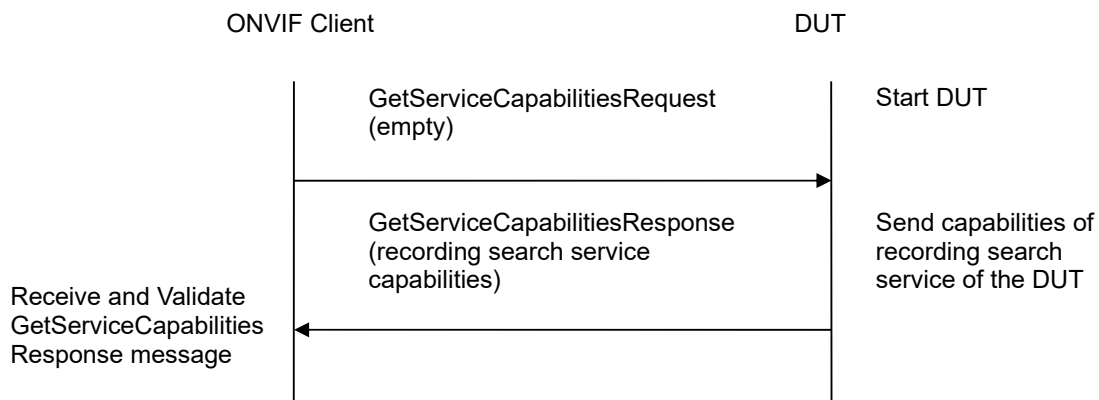 ONVIF Client
DUT
GetServiceCapabilitiesRequest
(empty)
Start DUT
GetServiceCapabilitiesResponse
(recording search service
capabilities)
Send capabilities of
recording search
service of the DUT
Receive and Validate
GetServiceCapabilities
Response message